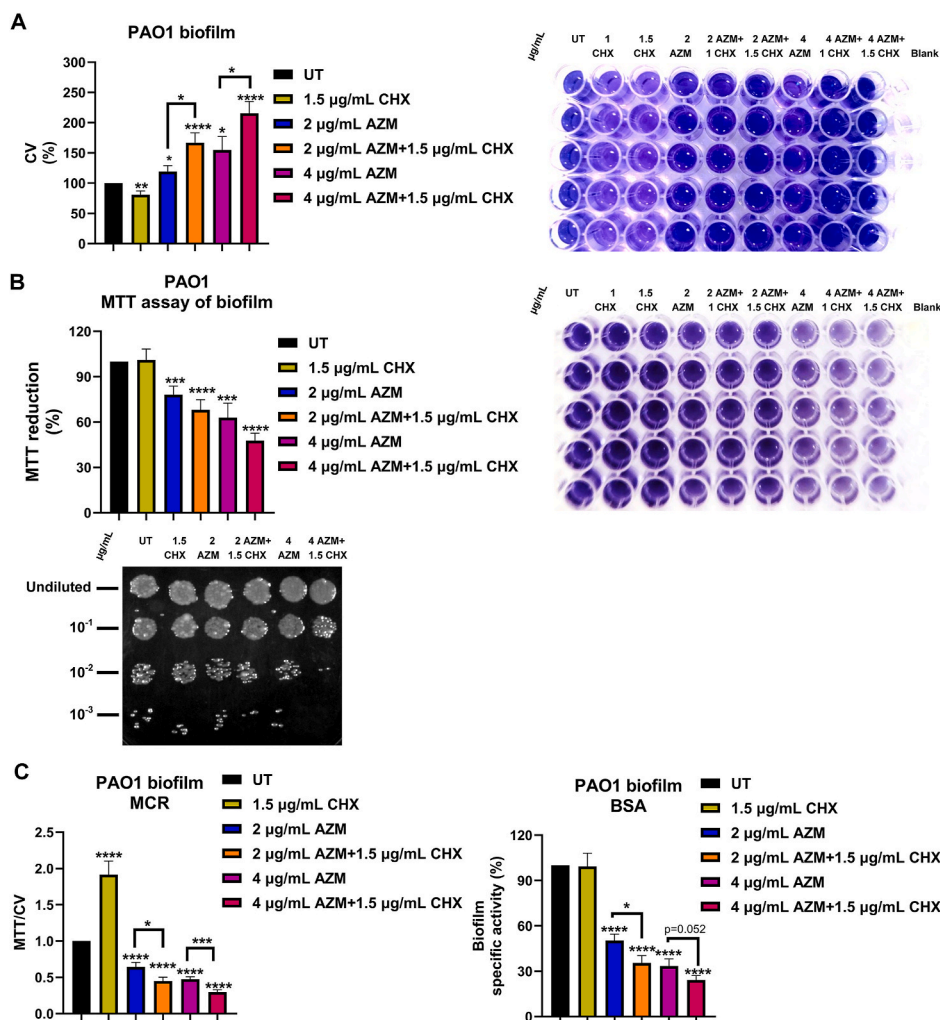 A
PAO1 biofilm
CV
(%)
300
250
200
150
100
50
0
**
*
****
*
****
*
*
UT
1.5 µg/mL CHX
2 µg/mL AZM
2 µg/mL AZM+1.5 µg/mL CHX
4 µg/mL AZM
4 µg/mL AZM+1.5 µg/mL CHX
µg/mL
UT 1 1.5 2 2 AZM+ 2 AZM+ 4 4 AZM+ 4 AZM+
CHX CHX AZM 1 CHX 1.5 CHX AZM 1 CHX 1.5 CHX Blank
B
PAO1
MTT assay of biofilm
MTT reduction
(%)
120
90
60
30
0
***
****
***
****
UT
1.5 µg/mL CHX
2 µg/mL AZM
2 µg/mL AZM+1.5 µg/mL CHX
4 µg/mL AZM
4 µg/mL AZM+1.5 µg/mL CHX
µg/mL
UT 1 1.5 2 2 AZM+ 2 AZM+ 4 4 AZM+ 4 AZM+
CHX CHX AZM 1 CHX 1.5 CHX AZM 1 CHX 1.5 CHX Blank
µg/mL
UT 1.5 2 2 AZM+ 4 4 AZM+
CHX AZM 1.5 CHX AZM 1.5 CHX
Undiluted
10⁻¹
10⁻²
10⁻³
C
PAO1 biofilm
MCR
MTT/CV
2.5
2.0
1.5
1.0
0.5
0.0
****
****
****
****
****
*
***
UT
1.5 µg/mL CHX
2 µg/mL AZM
2 µg/mL AZM+1.5 µg/mL CHX
4 µg/mL AZM
4 µg/mL AZM+1.5 µg/mL CHX
PAO1 biofilm
BSA
Biofilm
specific activity (%)
120
90
60
30
0
****
****
****
****
*
p=0.052
UT
1.5 µg/mL CHX
2 µg/mL AZM
2 µg/mL AZM+1.5 µg/mL CHX
4 µg/mL AZM
4 µg/mL AZM+1.5 µg/mL CHX